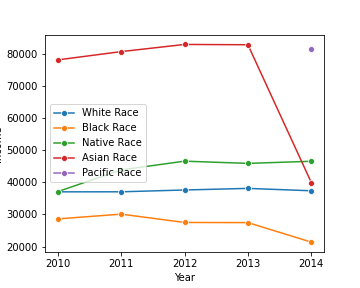 80000
70000
60000
50000
40000
30000
20000
White Race
Black Race
Native Race
Asian Race
Pacific Race
2010 2011 2012 2013 2014
Year